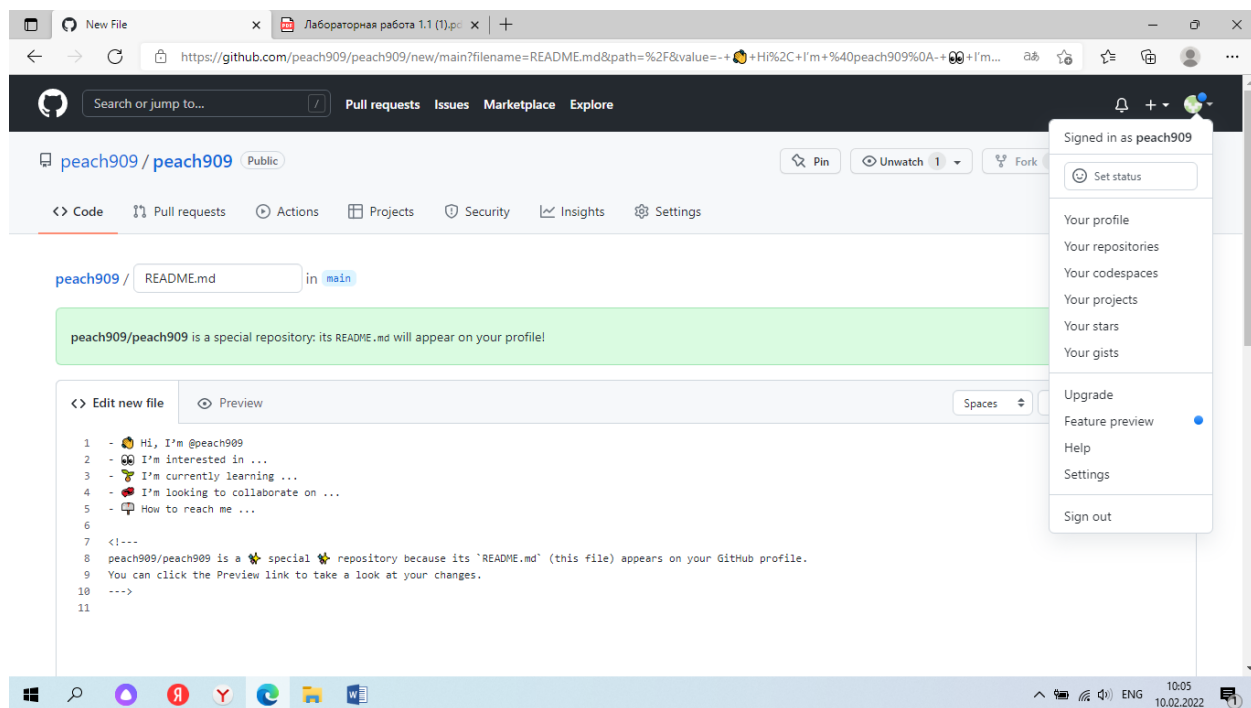 New File
Лабораторная работа 1.1 (1).pd
https://github.com/peach909/peach909/new/main?filename=README.md&path=%2F&value=-+👋+Hi%2C+I'm+%40peach909%0A-+👀+I'm...
Search or jump to... /
Pull requests Issues Marketplace Explore
Signed in as peach909
peach909 / peach909 Public
Pin Unwatch 1 Fork
Set status
<> Code Pull requests Actions Projects Security Insights Settings
Your profile
Your repositories
Your codespaces
Your projects
Your stars
Your gists
Upgrade
Feature preview
Help
Settings
Sign out
peach909 / README.md in main
peach909/peach909 is a special repository: its README.md will appear on your profile!
<> Edit new file Preview Spaces
1 - 👋 Hi, I'm @peach909
2 - 👀 I'm interested in ...
3 - 🌱 I'm currently learning ...
4 - 💞️ I'm looking to collaborate on ...
5 - 📫 How to reach me ...
6
7 <!---
8 peach909/peach909 is a ✨ special ✨ repository because its `README.md` (this file) appears on your GitHub profile.
9 You can click the Preview link to take a look at your changes.
10 --->
11
ENG 10:05
10.02.2022